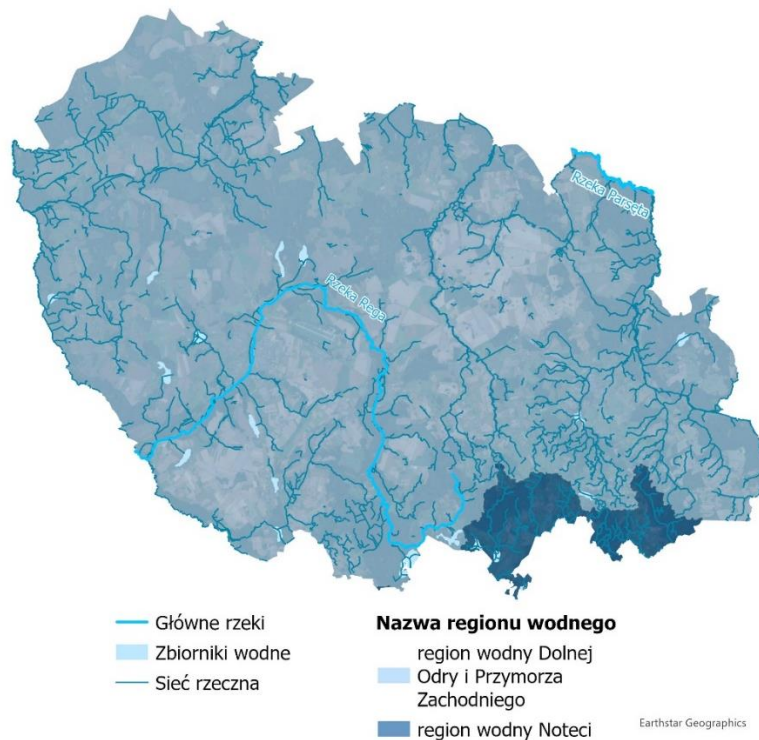 Rzeka Parsęta
Rzeka Rega
Główne rzeki
Zbiorniki wodne
Sieć rzeczna
Nazwa regionu wodnego
region wodny Dolnej
Odry i Przymorza
Zachodniego
region wodny Noteci
Earthstar Geographics